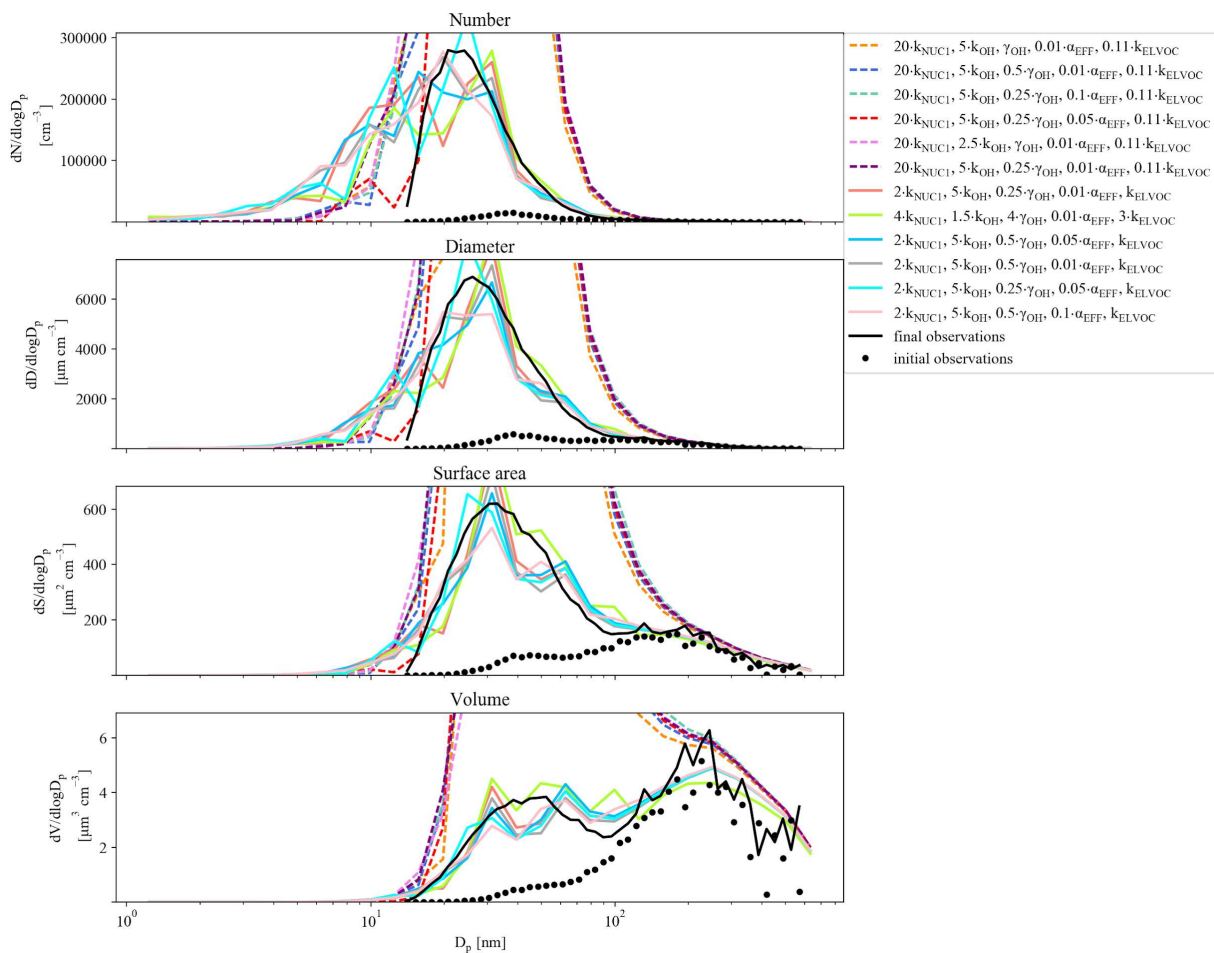 Number
300000
200000
100000
dN/dlogDp
[cm⁻³]
Diameter
6000
4000
2000
dD/dlogDp
[μm cm⁻³]
Surface area
600
400
200
dS/dlogDp
[μm² cm⁻³]
Volume
6
4
2
dV/dlogDp
[μm³ cm⁻³]
10⁰
10¹
10²
Dp [nm]
20·kNUC1, 5·kOH, γOH, 0.01·αEFF, 0.11·kELVOC
20·kNUC1, 5·kOH, 0.5·γOH, 0.01·αEFF, 0.11·kELVOC
20·kNUC1, 5·kOH, 0.25·γOH, 0.1·αEFF, 0.11·kELVOC
20·kNUC1, 5·kOH, 0.25·γOH, 0.05·αEFF, 0.11·kELVOC
20·kNUC1, 2.5·kOH, γOH, 0.01·αEFF, 0.11·kELVOC
20·kNUC1, 5·kOH, 0.25·γOH, 0.01·αEFF, 0.11·kELVOC
2·kNUC1, 5·kOH, 0.25·γOH, 0.01·αEFF, kELVOC
4·kNUC1, 1.5·kOH, 4·γOH, 0.01·αEFF, 3·kELVOC
2·kNUC1, 5·kOH, 0.5·γOH, 0.05·αEFF, kELVOC
2·kNUC1, 5·kOH, 0.5·γOH, 0.01·αEFF, kELVOC
2·kNUC1, 5·kOH, 0.25·γOH, 0.05·αEFF, kELVOC
2·kNUC1, 5·kOH, 0.5·γOH, 0.1·αEFF, kELVOC
final observations
initial observations